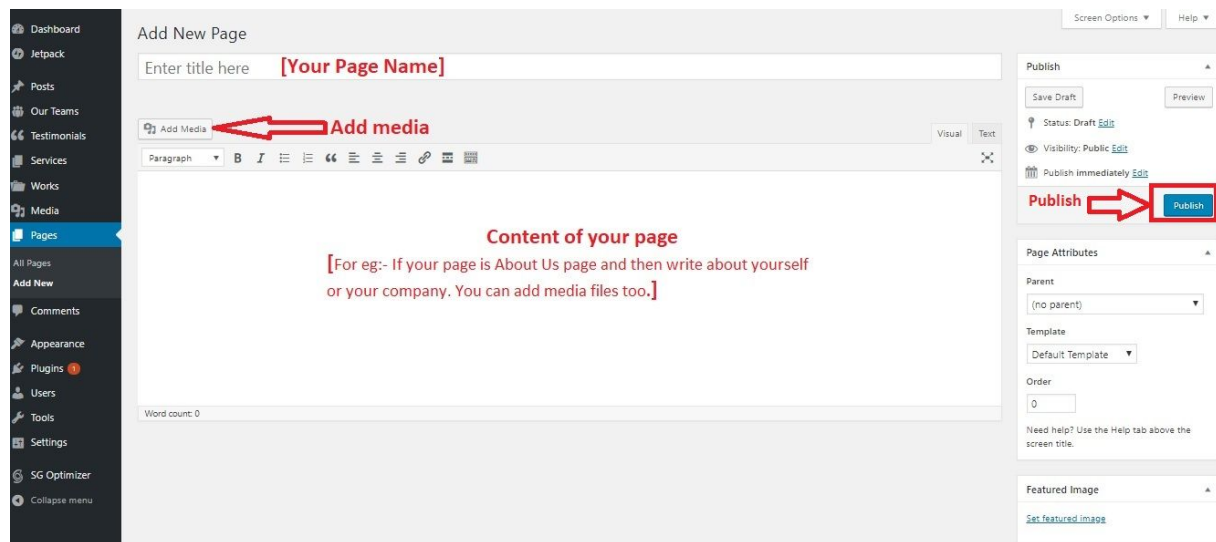 Dashboard
Jetpack
Posts
Our Teams
Testimonials
Services
Works
Media
Pages
All Pages
Add New
Comments
Appearance
Plugins 1
Users
Tools
Settings
SG Optimizer
Collapse menu
Screen Options ▼ Help ▼
Add New Page
Enter title here [Your Page Name]
Add Media Add media
Visual Text
Paragraph ▼ B I
Content of your page
[For eg:- If your page is About Us page and then write about yourself
or your company. You can add media files too.]
Word count: 0
Publish
Save Draft Preview
Status: Draft Edit
Visibility: Public Edit
Publish immediately Edit
Publish Publish
Page Attributes
Parent
(no parent)
Template
Default Template
Order
0
Need help? Use the Help tab above the
screen title.
Featured Image
Set featured image